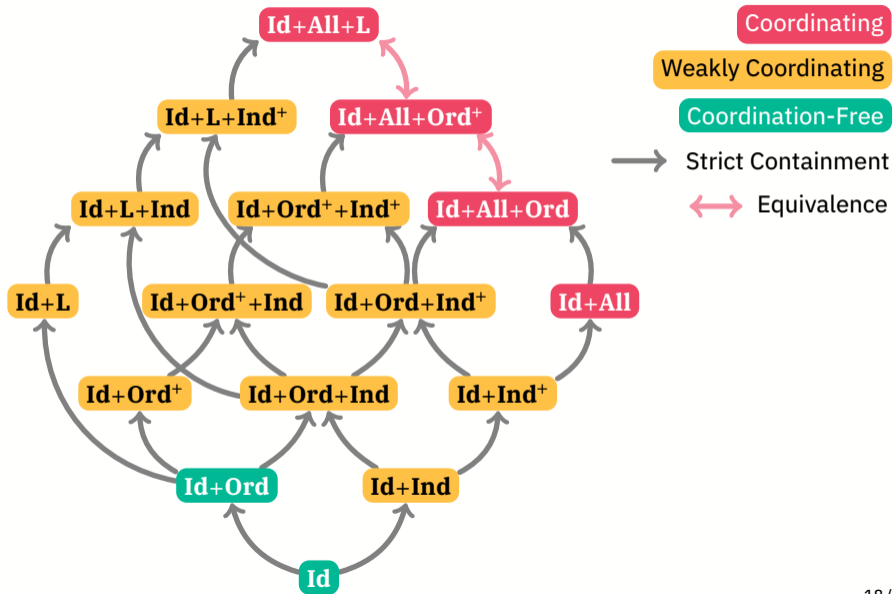 Id+All+L
Coordinating
Weakly Coordinating
Id+L+Ind⁺
Id+All+Ord⁺
Coordination-Free
Strict Containment
Id+L+Ind
Id+Ord⁺+Ind⁺
Id+All+Ord
Equivalence
Id+L
Id+Ord⁺+Ind
Id+Ord+Ind⁺
Id+All
Id+Ord⁺
Id+Ord+Ind
Id+Ind⁺
Id+Ord
Id+Ind
Id